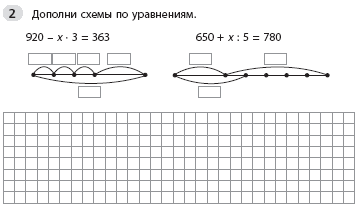 2 Дополни схемы по уравнениям.
920 – x · 3 = 363
650 + x : 5 = 780